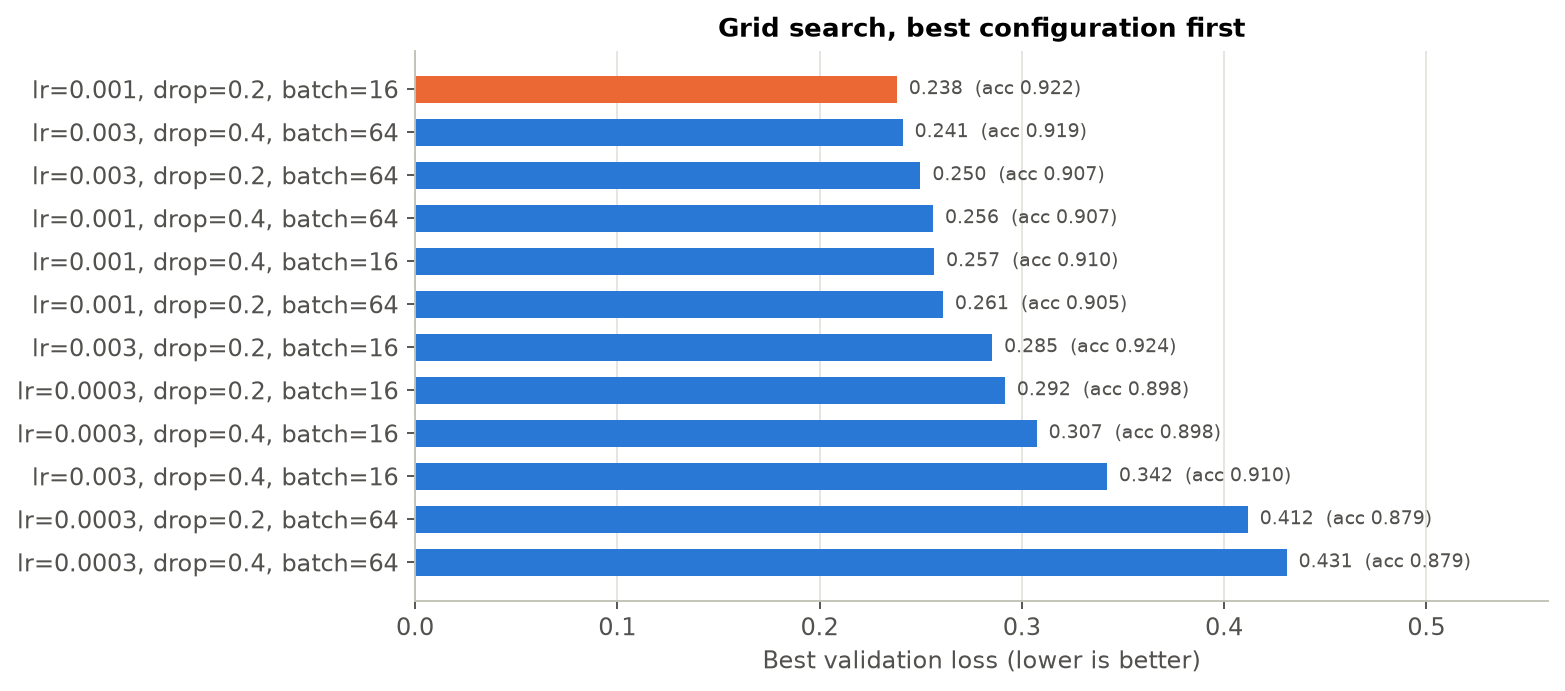 Grid search, best configuration first
lr=0.001, drop=0.2, batch=16 0.238 (acc 0.922)
lr=0.003, drop=0.4, batch=64 0.241 (acc 0.919)
lr=0.003, drop=0.2, batch=64 0.250 (acc 0.907)
lr=0.001, drop=0.4, batch=64 0.256 (acc 0.907)
lr=0.001, drop=0.4, batch=16 0.257 (acc 0.910)
lr=0.001, drop=0.2, batch=64 0.261 (acc 0.905)
lr=0.003, drop=0.2, batch=16 0.285 (acc 0.924)
lr=0.0003, drop=0.2, batch=16 0.292 (acc 0.898)
lr=0.0003, drop=0.4, batch=16 0.307 (acc 0.898)
lr=0.003, drop=0.4, batch=16 0.342 (acc 0.910)
lr=0.0003, drop=0.2, batch=64 0.412 (acc 0.879)
lr=0.0003, drop=0.4, batch=64 0.431 (acc 0.879)
0.0 0.1 0.2 0.3 0.4 0.5
Best validation loss (lower is better)